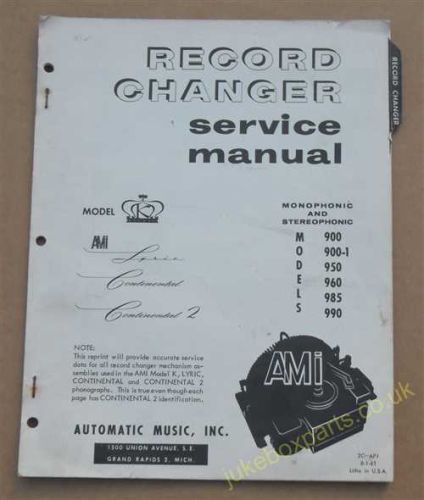 RECORD
CHANGER
service
manual
RECORD CHANGER
MODEL K
AMI Lyric
Continental
Continental 2
MONOPHONIC
AND
STEREOPHONIC
MODELS
900
900-1
950
960
985
990
NOTE:
This reprint will provide accurate service
data for all record changer mechanism as-
semblies used in the AMI Model K, LYRIC,
CONTINENTAL and CONTINENTAL 2
phonographs. This is true even though each
page has CONTINENTAL 2 identification.
AMi
AUTOMATIC MUSIC, INC.
1500 UNION AVENUE, S.E.
GRAND RAPIDS 2, MICH.
Litho in U.S.A.
jukeboxparts.co.uk